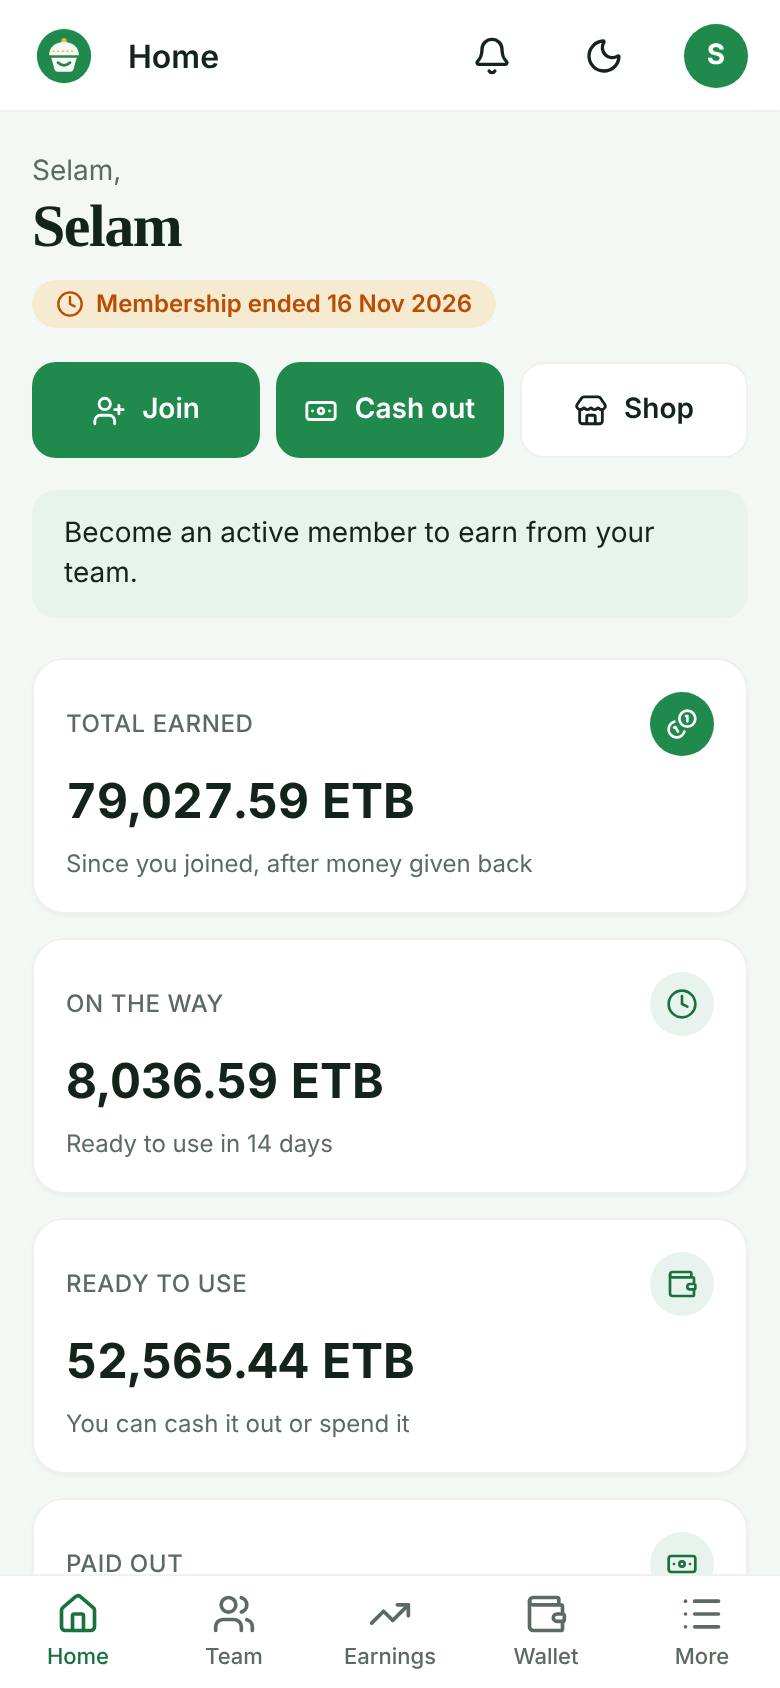 Home
S
Selam,
Selam
Membership ended 16 Nov 2026
Join
Cash out
Shop
Become an active member to earn from your
team.
TOTAL EARNED
79,027.59 ETB
Since you joined, after money given back
ON THE WAY
8,036.59 ETB
Ready to use in 14 days
READY TO USE
52,565.44 ETB
You can cash it out or spend it
PAID OUT
Home
Team
Earnings
Wallet
More